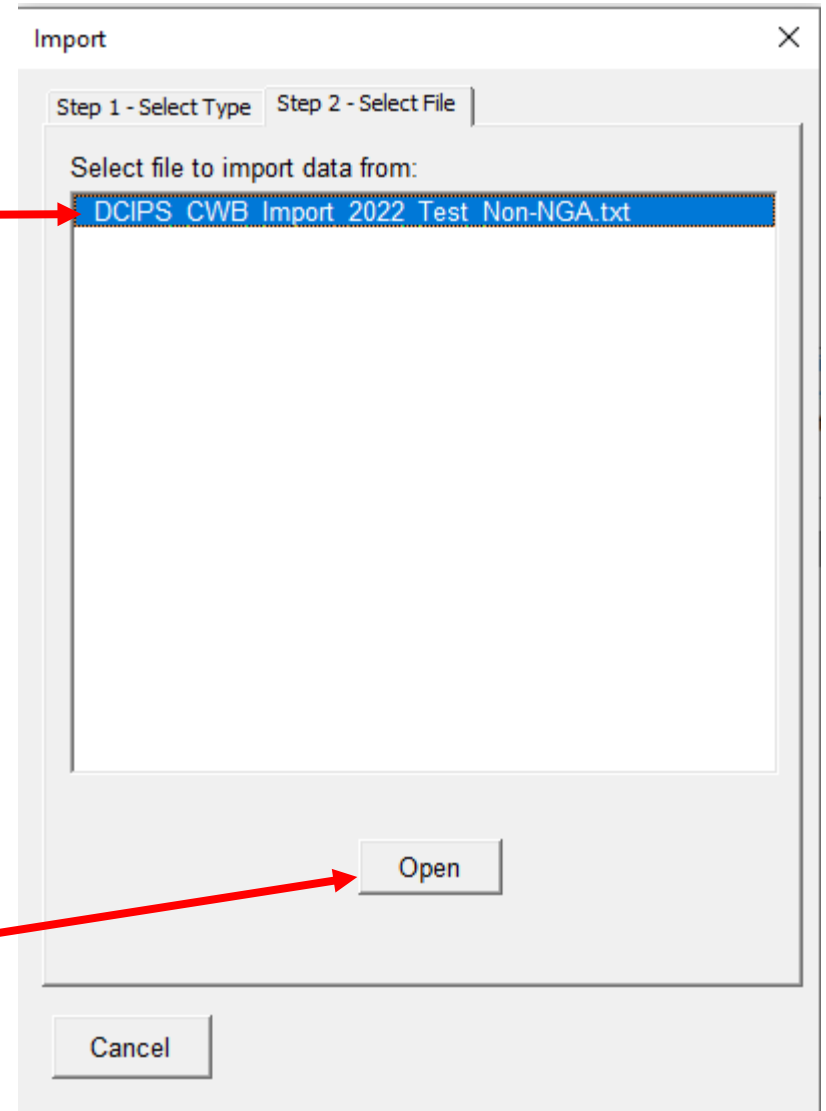 Import
Step 1 - Select Type Step 2 - Select File
Select file to import data from:
DCIPS_CWB_Import_2022_Test_Non-NGA.txt
Open
Cancel